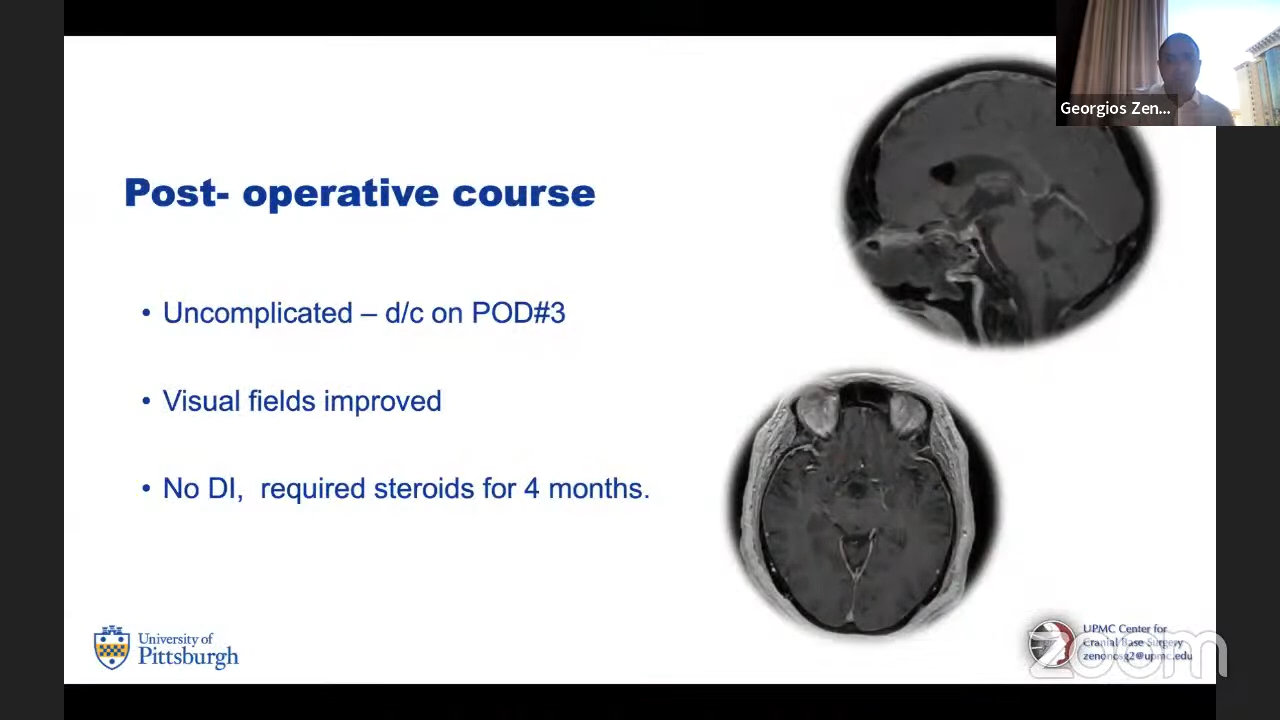 Georgios Zen...
Post- operative course
• Uncomplicated – d/c on POD#3
• Visual fields improved
• No DI, required steroids for 4 months.
University of
Pittsburgh
UPMC Center for
Cranial Base Surgery
zenonosg2@upmc.edu
zoom